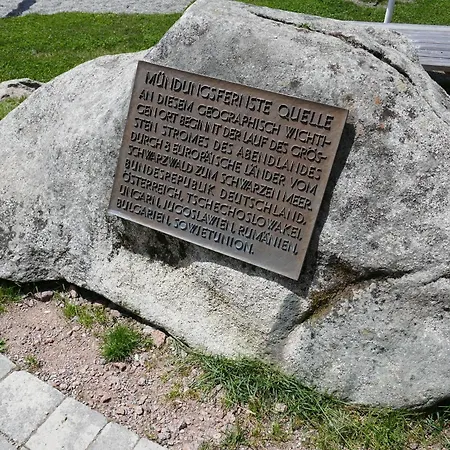 MÜNDUNGSFERNSTE QUELLE
AN DIESEM GEOGRAPHISCH WICHTI-
GEN ORT BEGINNT DER LAUF DES GRÖS-
STEN STROMES DES ABENDLANDES
DURCH 8 EUROPÄISCHE LÄNDER VOM
SCHWARZWALD ZUM SCHWARZEN MEER.
BUNDESREPUBLIK DEUTSCHLAND,
ÖSTERREICH, TSCHECHOSLOWAKEI,
UNGARN, JUGOSLAWIEN, RUMÄNIEN,
BULGARIEN, SOWJETUNION.